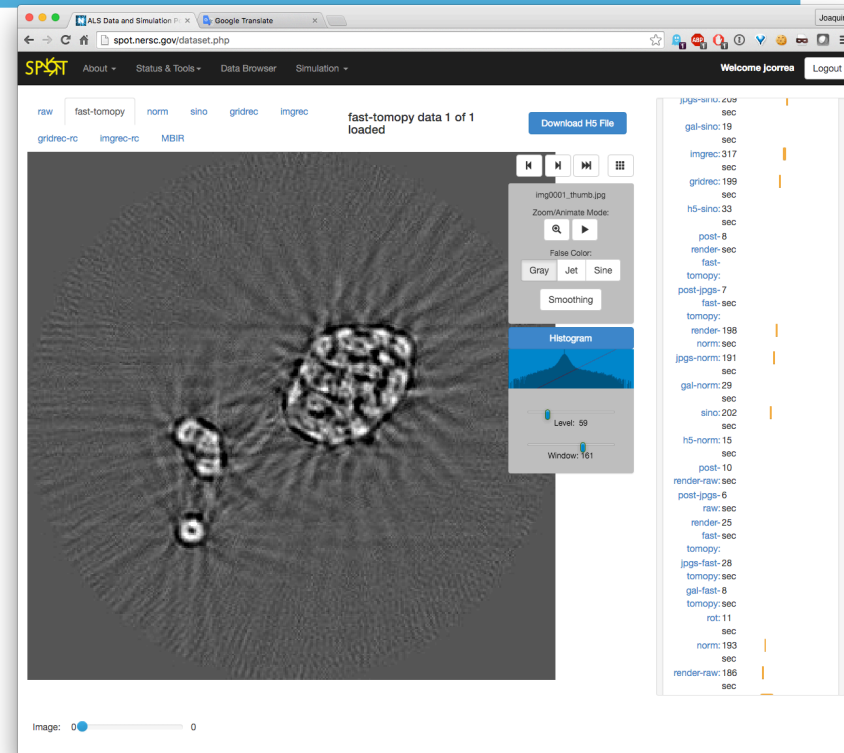 ALS Data and Simulation Po
Google Translate
Joaquin
spot.nersc.gov/dataset.php
SPOT
About
Status & Tools
Data Browser
Simulation
Welcome jcorrea
Logout
raw
fast-tomopy
norm
sino
gridrec
imgrec
gridrec-rc
imgrec-rc
MBIR
fast-tomopy data 1 of 1
loaded
Download H5 File
img0001_thumb.jpg
Zoom/Animate Mode:
False Color:
Gray
Jet
Sine
Smoothing
Histogram
Level: 59
Window: 161
Image: 0
0
jpgs-sino: 209
sec
gal-sino: 19
sec
imgrec: 317
sec
gridrec: 199
sec
h5-sino: 33
sec
post- 8
render- sec
fast-
tomopy:
post-jpgs- 7
fast- sec
tomopy:
render- 198
norm: sec
jpgs-norm: 191
sec
gal-norm: 29
sec
sino: 202
sec
h5-norm: 15
sec
post- 10
render-raw: sec
post-jpgs- 6
raw: sec
render- 25
fast- sec
tomopy:
jpgs-fast- 28
tomopy: sec
gal-fast- 8
tomopy: sec
rot: 11
sec
norm: 193
sec
render-raw: 186
sec